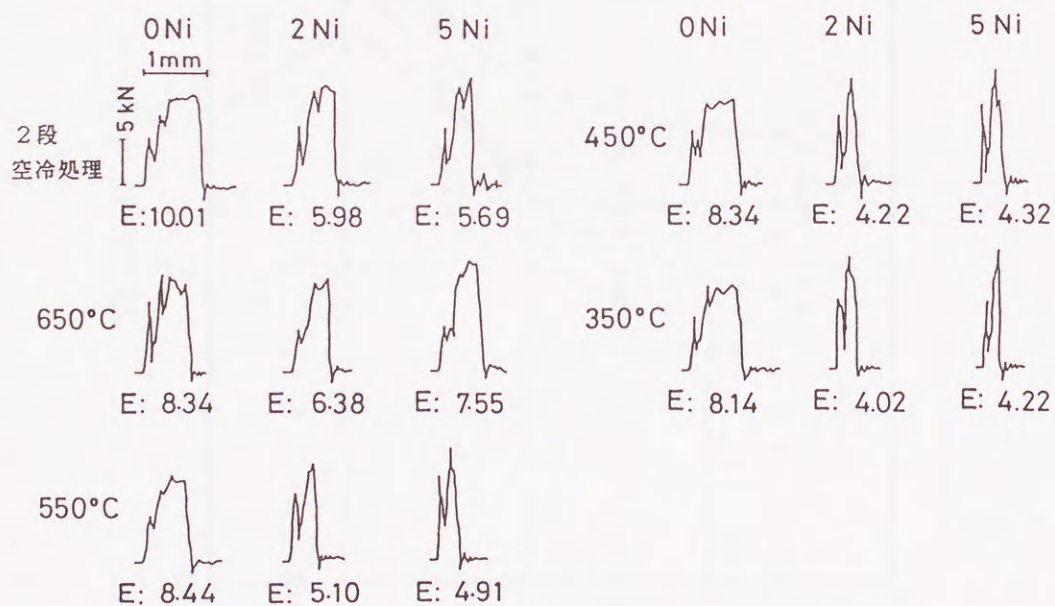 0Ni 2Ni 5Ni
1mm
5 kN
2段
空冷処理
E:10.01 E: 5.98 E: 5.69
650°C
E: 8.34 E: 6.38 E: 7.55
550°C
E: 8.44 E: 5.10 E: 4.91
0Ni 2Ni 5Ni
450°C
E: 8.34 E: 4.22 E: 4.32
350°C
E: 8.14 E: 4.02 E: 4.22